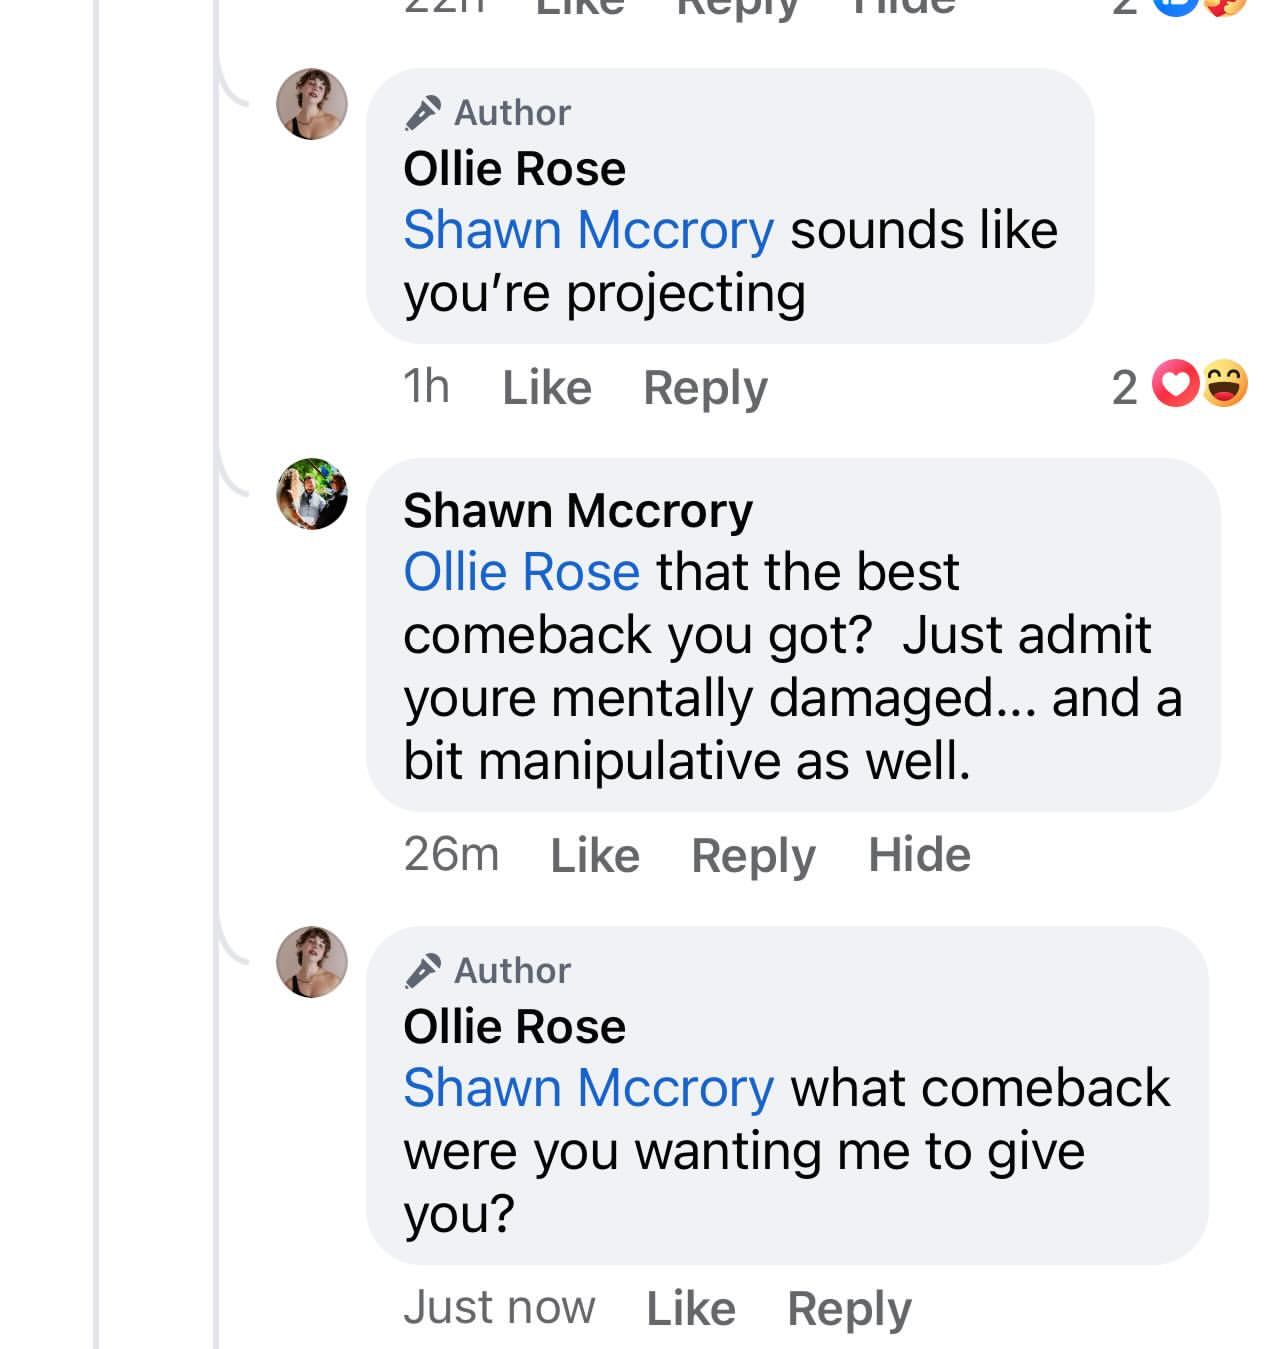 22h Like Reply Hide 2
Author
Ollie Rose
Shawn Mccrory sounds like
you’re projecting
1h Like Reply 2
Shawn Mccrory
Ollie Rose that the best
comeback you got?  Just admit
youre mentally damaged... and a
bit manipulative as well.
26m Like Reply Hide
Author
Ollie Rose
Shawn Mccrory what comeback
were you wanting me to give
you?
Just now Like Reply